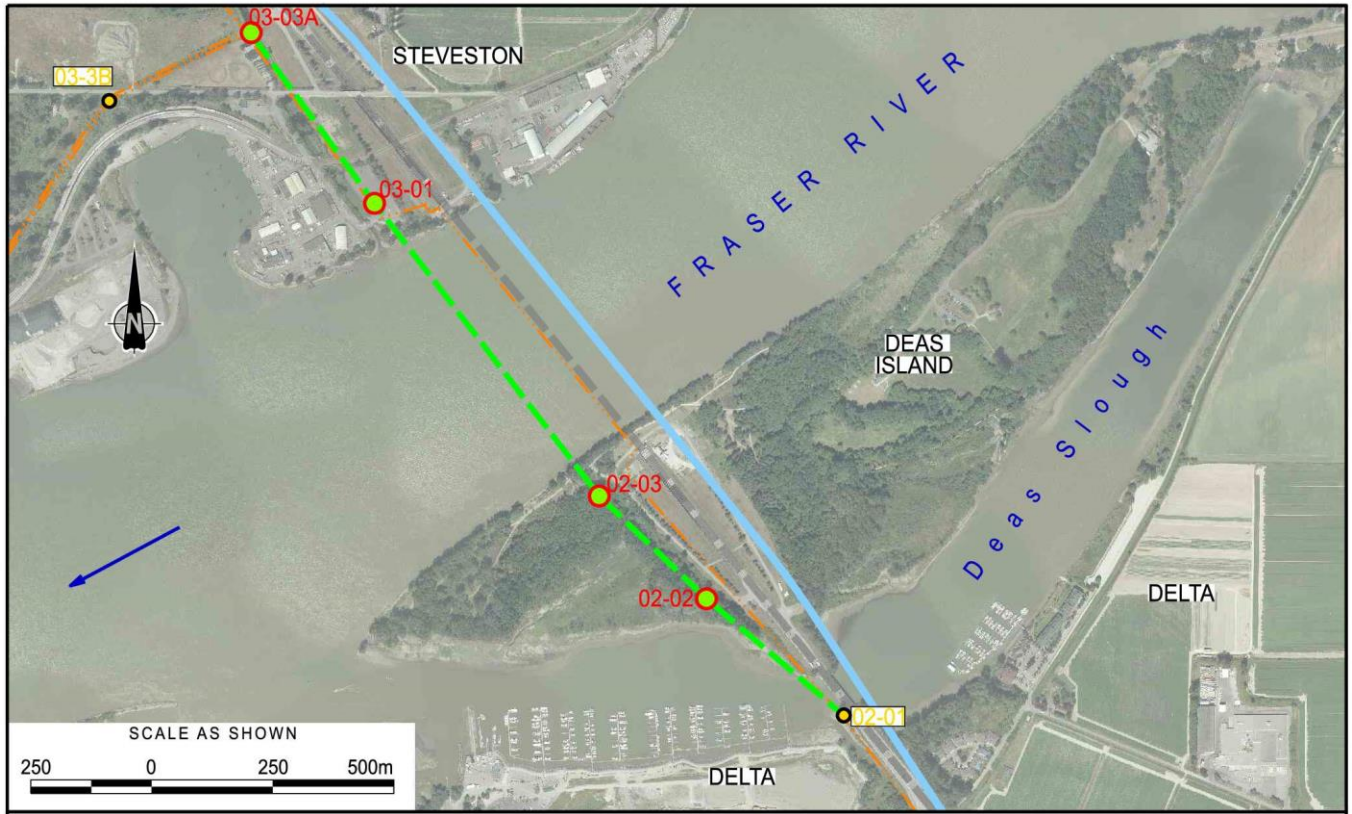 03-03A
STEVESTON
03-3B
FRASER RIVER
03-01
N
DEAS
ISLAND
Deas Slough
02-03
02-02
DELTA
02-01
SCALE AS SHOWN
250 0 250 500m
DELTA